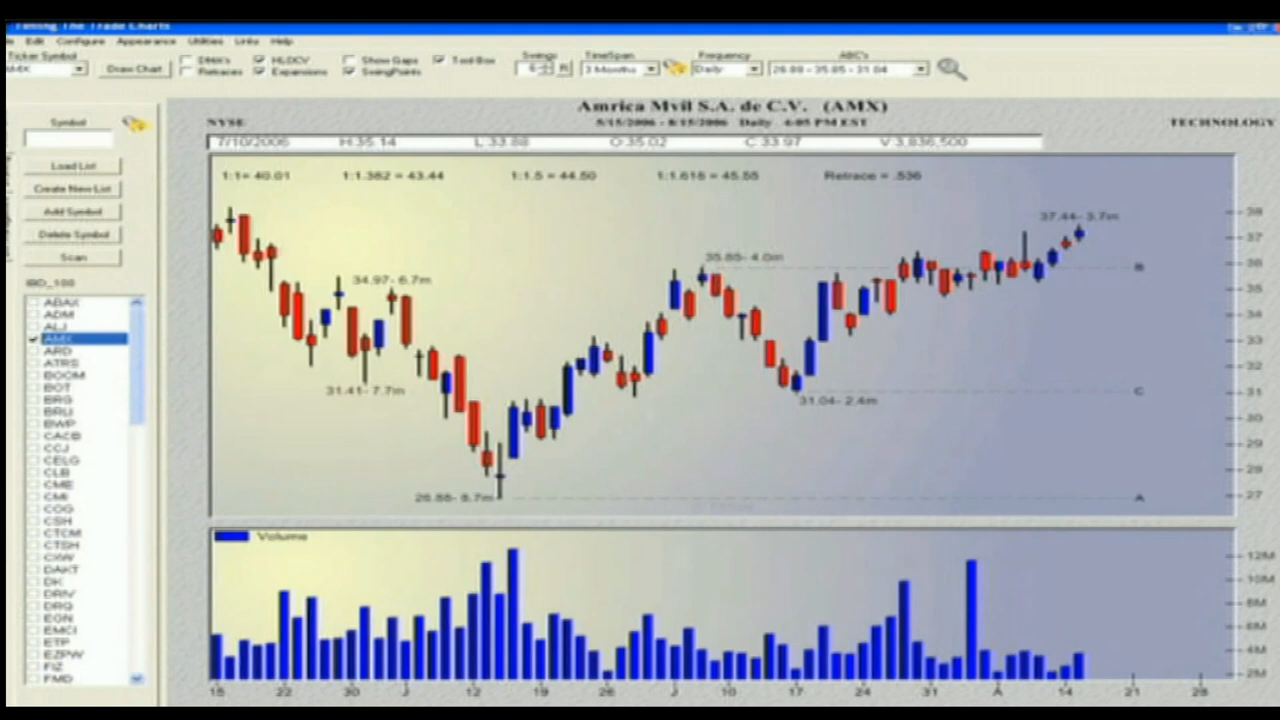 Timing The Trade Charts
Edit Configure Appearance Utilities Links Help
Ticker Symbol
AMX
Draw Chart
DMA's HLOCV Show Gaps Tool Box
Retraces Expansions SwingPoints
Swings
6 R
TimeSpan
3 Months
Frequency
Daily
ABC's
26.88 - 35.85 - 31.04
Amrica Mvil S.A. de C.V. (AMX)
NYSE 5/15/2006 - 8/15/2006 Daily 4:05 PM EST TECHNOLOGY
7/10/2006 H:35.14 L:33.88 O:35.02 C:33.97 V:3,836,500
1:1= 40.01 1:1.382 = 43.44 1:1.5 = 44.50 1:1.618 = 45.55 Retrace = .536
Symbol
Load List
Create New List
Add Symbol
Delete Symbol
Scan
IBD_100
ABAX
ADM
ALJ
AMX
ARD
ATRS
BOOM
BOT
BRG
BRLI
BWP
CACB
CCJ
CELG
CLB
CME
CMI
COG
CSH
CTCM
CTSH
CXW
DAKT
DK
DRIV
DRQ
EGN
EMCI
ETP
EZPW
FIZ
FMD
37.44- 3.7m
35.85- 4.0m
34.97- 6.7m
31.41- 7.7m
31.04- 2.4m
26.88- 8.7m
B
C
A
38
37
36
35
34
33
32
31
30
29
28
27
Volume
12M
10M
8M
6M
4M
2M
15 22 30 J 12 19 26 J 10 17 24 31 A 14 21 28